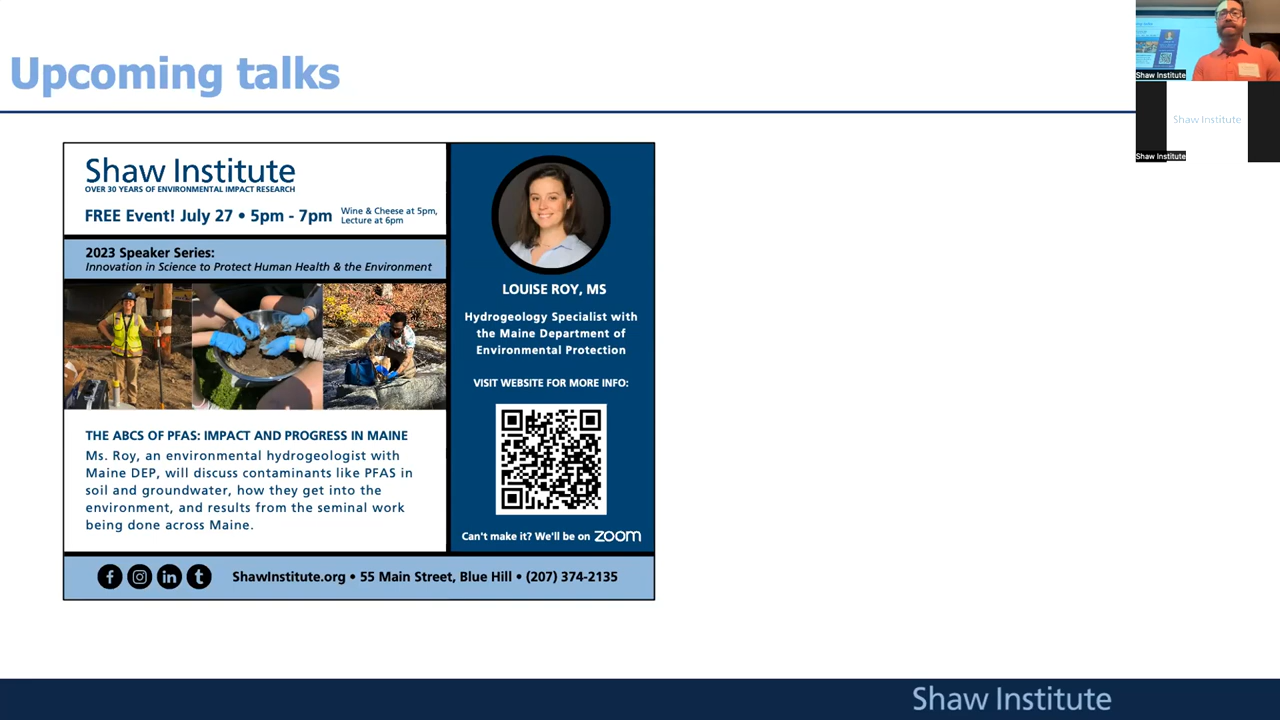 Upcoming talks
Shaw Institute
Shaw Institute
Shaw Institute
Shaw Institute
OVER 30 YEARS OF ENVIRONMENTAL IMPACT RESEARCH
FREE Event! July 27 • 5pm - 7pm
Wine & Cheese at 5pm,
Lecture at 6pm
2023 Speaker Series:
Innovation in Science to Protect Human Health & the Environment
THE ABCS OF PFAS: IMPACT AND PROGRESS IN MAINE
Ms. Roy, an environmental hydrogeologist with
Maine DEP, will discuss contaminants like PFAS in
soil and groundwater, how they get into the
environment, and results from the seminal work
being done across Maine.
LOUISE ROY, MS
Hydrogeology Specialist with
the Maine Department of
Environmental Protection
VISIT WEBSITE FOR MORE INFO:
Can't make it? We'll be on zoom
ShawInstitute.org • 55 Main Street, Blue Hill • (207) 374-2135
Shaw Institute